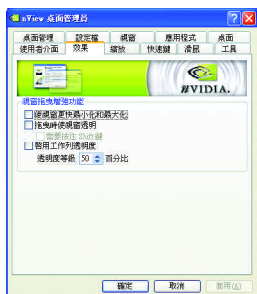 nView 桌面管理員
桌面管理 設定檔 視窗 應用程式 桌面
使用者介面 效果 縮放 快速鍵 滑鼠 工具
NVIDIA.
視窗拖曳增強功能
使視窗更快最小化和最大化
拖曳時使視窗透明
需要按住 Shift 鍵
啟用工作列透明度
透明度等級 50 百分比
確定 取消 套用(A)